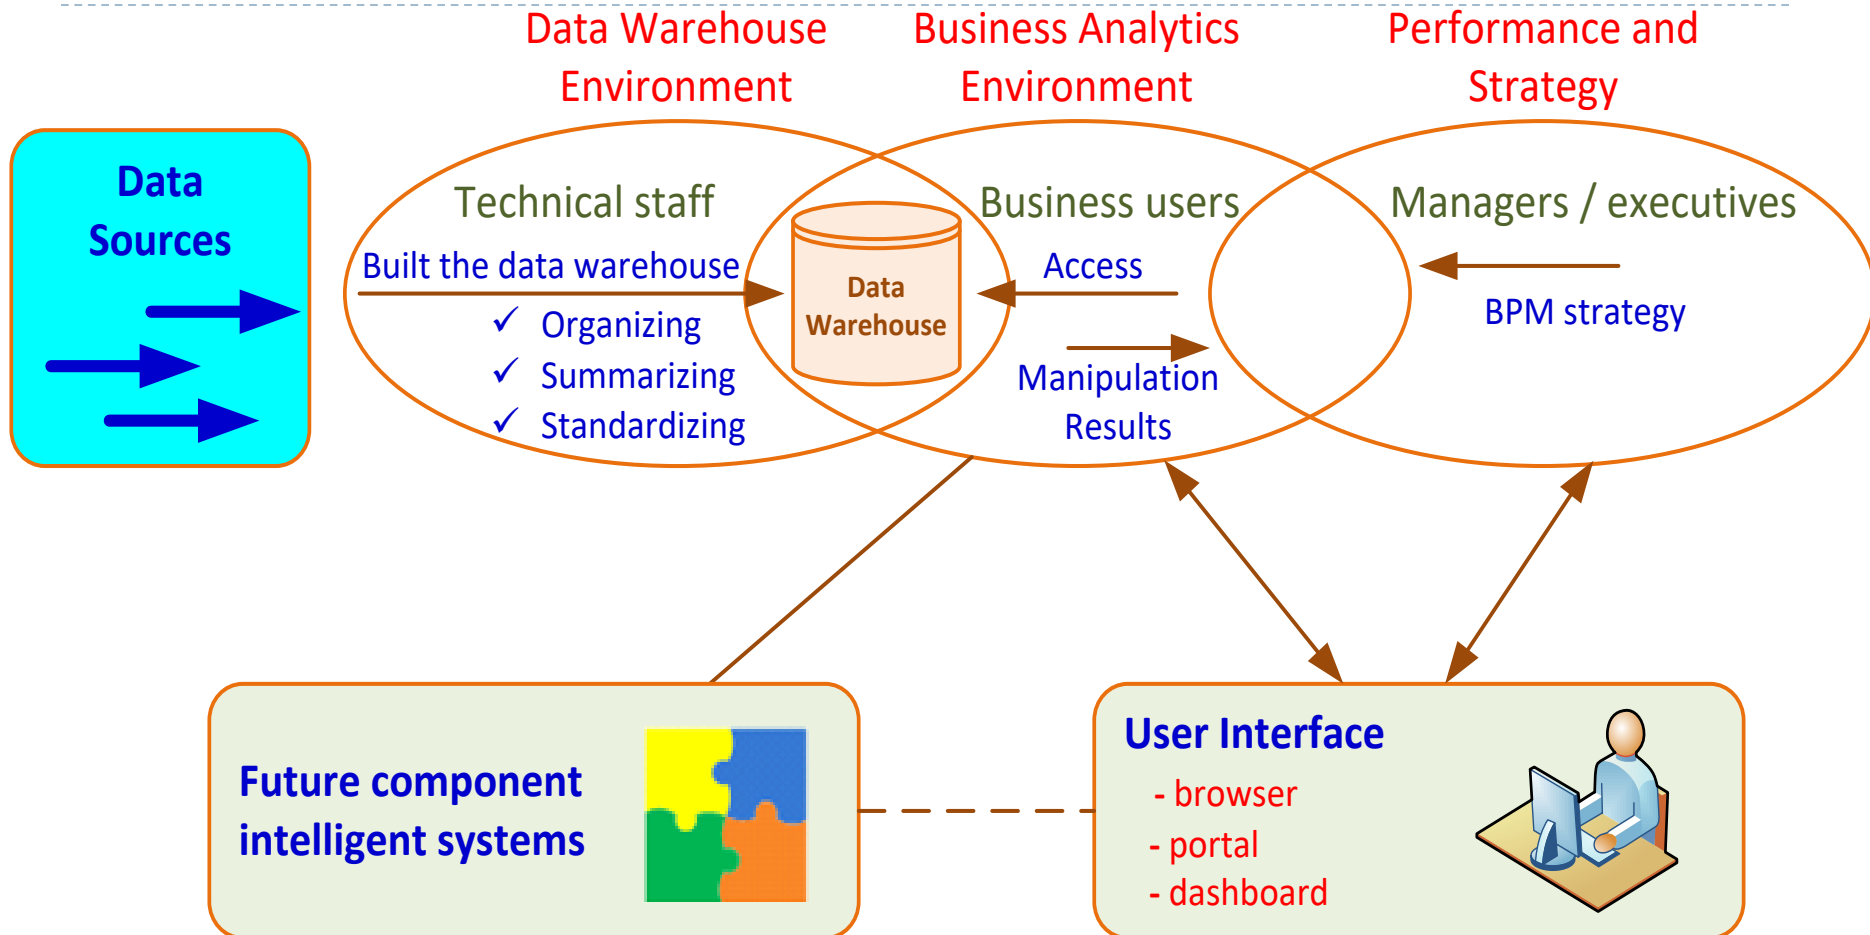 Data Warehouse
Environment
Business Analytics
Environment
Performance and
Strategy
Data
Sources
Technical staff
Built the data warehouse
✓ Organizing
✓ Summarizing
✓ Standardizing
Data
Warehouse
Business users
Access
Manipulation
Results
Managers / executives
BPM strategy
Future component
intelligent systems
User Interface
- browser
- portal
- dashboard